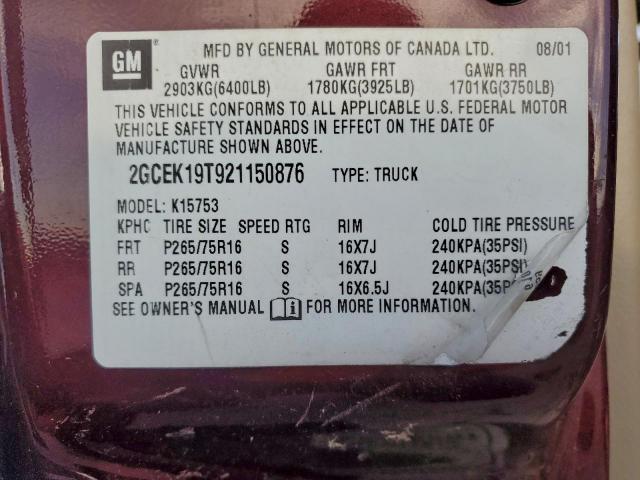 GM MFD BY GENERAL MOTORS OF CANADA LTD. 08/01
GVWR GAWR FRT GAWR RR
2903KG(6400LB) 1780KG(3925LB) 1701KG(3750LB)
THIS VEHICLE CONFORMS TO ALL APPLICABLE U.S. FEDERAL MOTOR
VEHICLE SAFETY STANDARDS IN EFFECT ON THE DATE OF
MANUFACTURE SHOWN ABOVE.
2GCEK19T921150876 TYPE: TRUCK
MODEL: K15753
KPHC TIRE SIZE SPEED RTG RIM COLD TIRE PRESSURE
FRT P265/75R16 S 16X7J 240KPA(35PSI)
RR P265/75R16 S 16X7J 240KPA(35PSI)
SPA P265/75R16 S 16X6.5J 240KPA(35PS
SEE OWNER'S MANUAL FOR MORE INFORMATION.